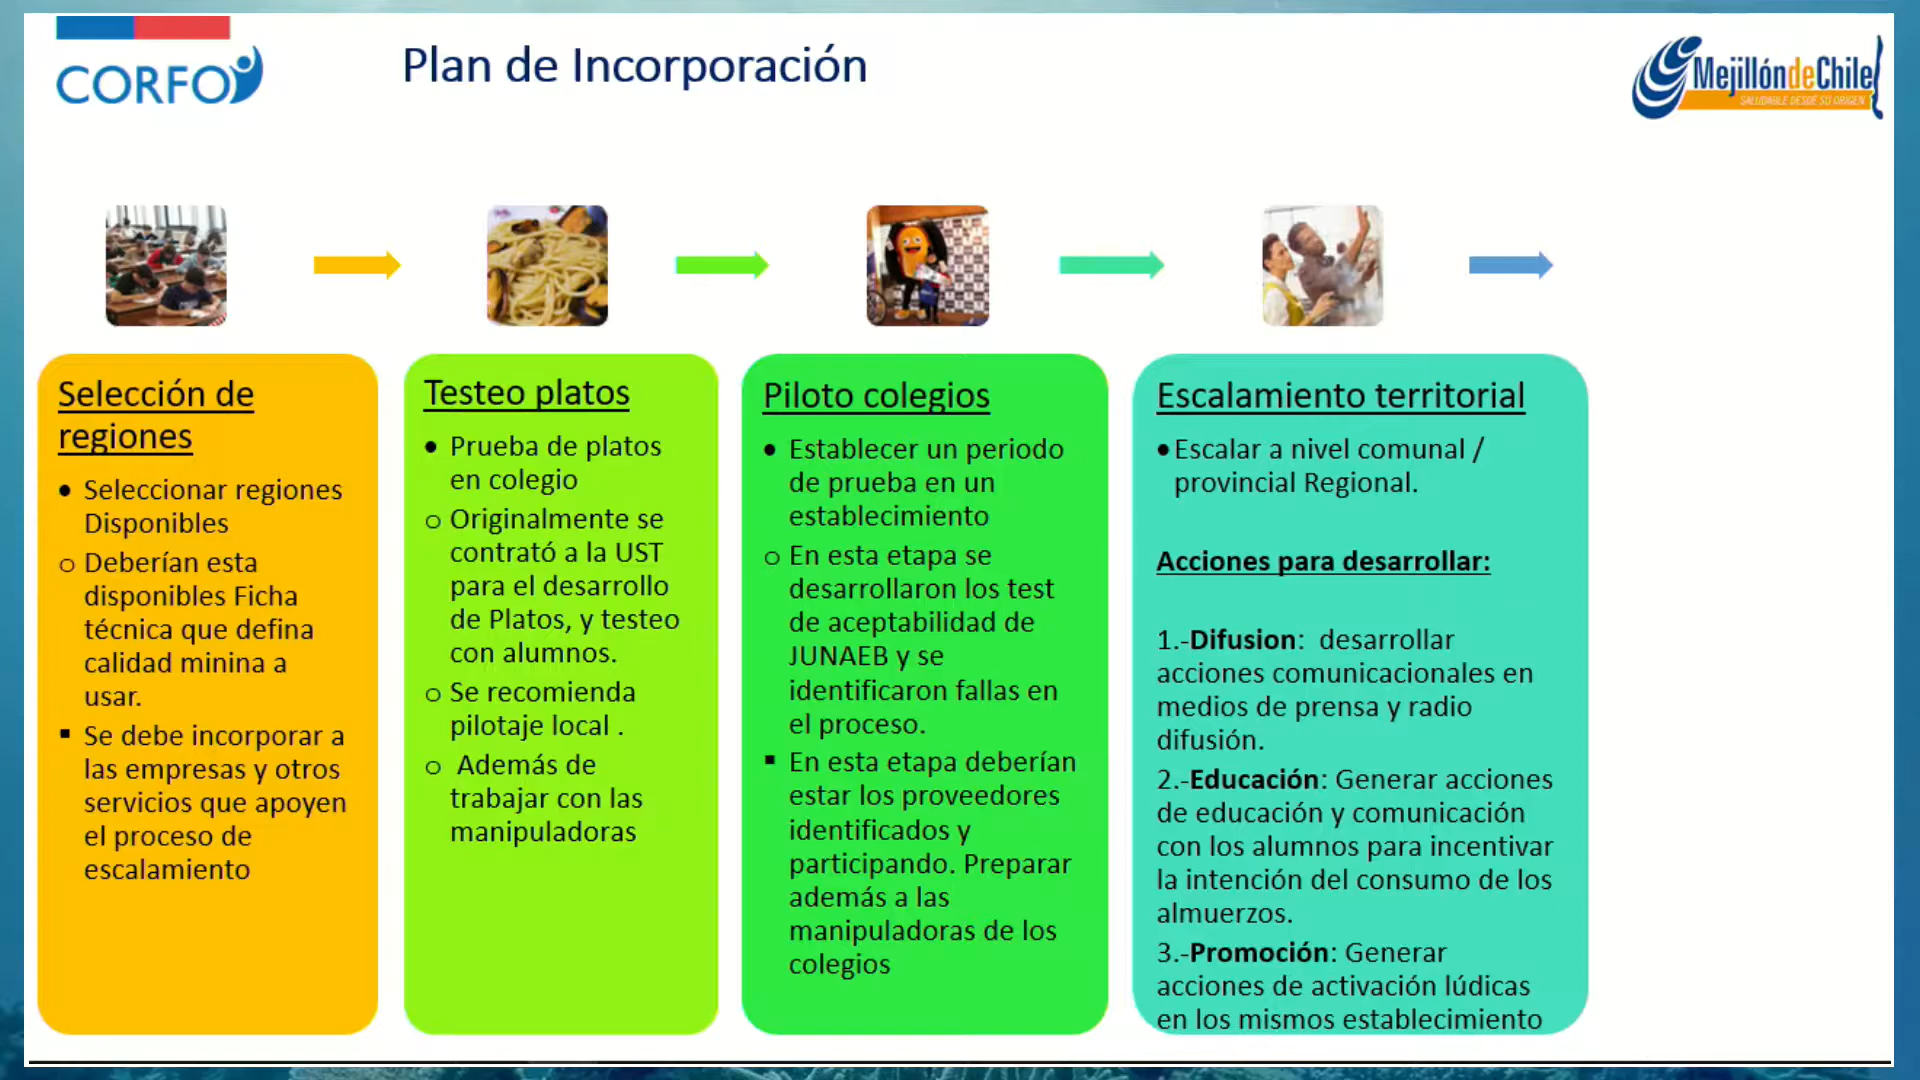 CORFO
Plan de Incorporación
MejillóndeChile
SALUDABLE DESDE SU ORIGEN
Selección de
regiones
• Seleccionar regiones
Disponibles
o Deberían esta
disponibles Ficha
técnica que defina
calidad minina a
usar.
▪ Se debe incorporar a
las empresas y otros
servicios que apoyen
el proceso de
escalamiento
Testeo platos
• Prueba de platos
en colegio
o Originalmente se
contrató a la UST
para el desarrollo
de Platos, y testeo
con alumnos.
o Se recomienda
pilotaje local .
o Además de
trabajar con las
manipuladoras
Piloto colegios
• Establecer un periodo
de prueba en un
establecimiento
o En esta etapa se
desarrollaron los test
de aceptabilidad de
JUNAEB y se
identificaron fallas en
el proceso.
▪ En esta etapa deberían
estar los proveedores
identificados y
participando. Preparar
además a las
manipuladoras de los
colegios
Escalamiento territorial
• Escalar a nivel comunal /
provincial Regional.
Acciones para desarrollar:
1.-Difusion: desarrollar
acciones comunicacionales en
medios de prensa y radio
difusión.
2.-Educación: Generar acciones
de educación y comunicación
con los alumnos para incentivar
la intención del consumo de los
almuerzos.
3.-Promoción: Generar
acciones de activación lúdicas
en los mismos establecimiento